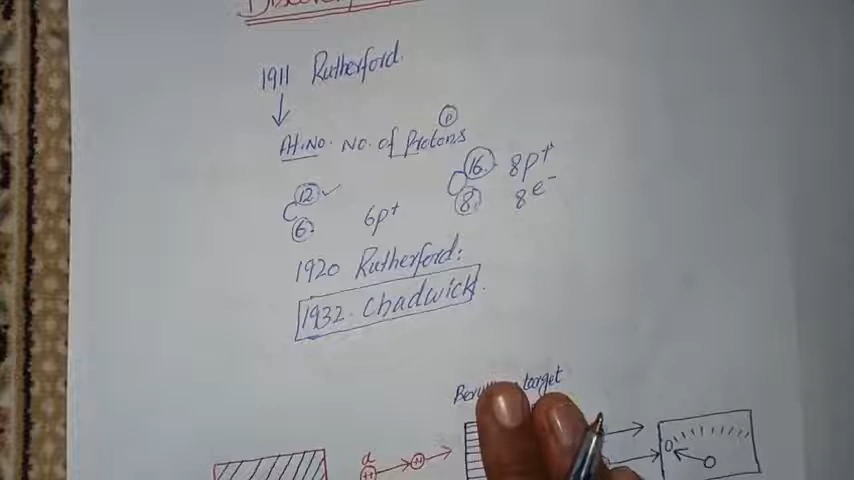 1911 Rutherford.
At.No. No. of Protons
P
C 12 6 6p+
O 16 8 8p+
8e-
1920 Rutherford:
1932. Chadwick.
target
α
++ ++
0